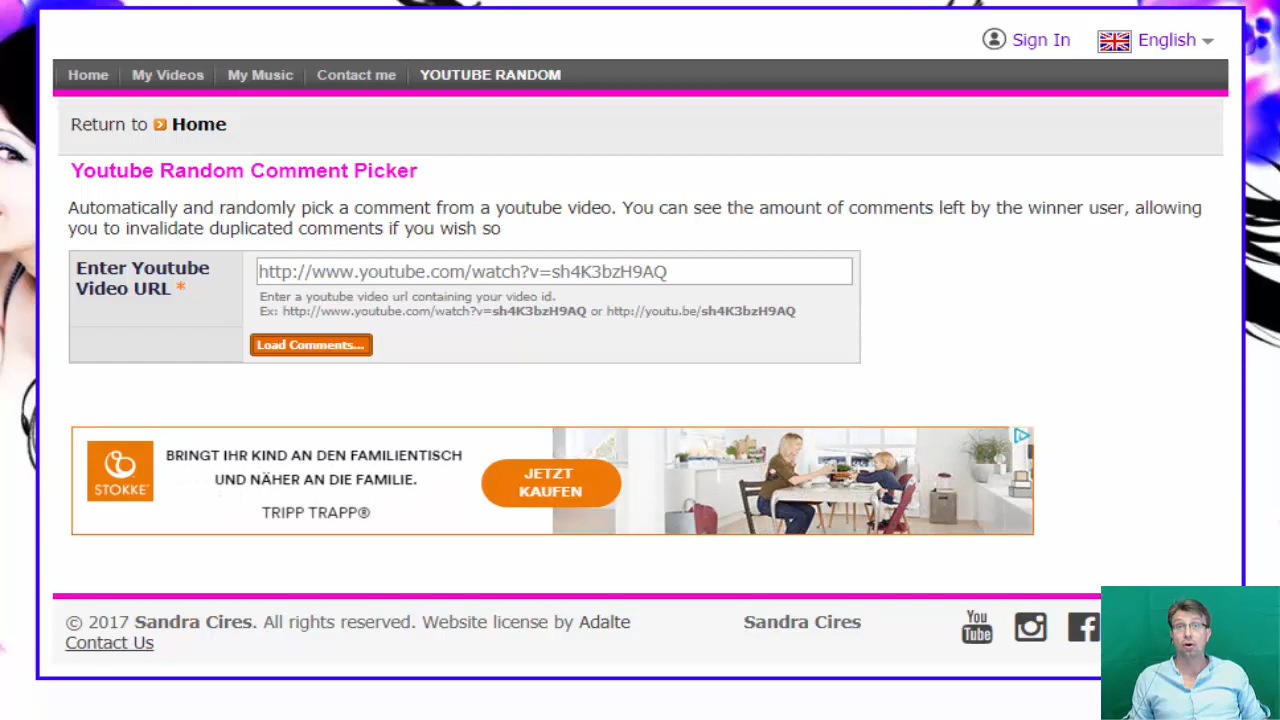 Sign In English
Home My Videos My Music Contact me YOUTUBE RANDOM
Return to Home
Youtube Random Comment Picker
Automatically and randomly pick a comment from a youtube video. You can see the amount of comments left by the winner user, allowing
you to invalidate duplicated comments if you wish so
Enter Youtube
Video URL *
http://www.youtube.com/watch?v=sh4K3bzH9AQ
Enter a youtube video url containing your video id.
Ex: http://www.youtube.com/watch?v=sh4K3bzH9AQ or http://youtu.be/sh4K3bzH9AQ
Load Comments...
STOKKE
BRINGT IHR KIND AN DEN FAMILIENTISCH
UND NÄHER AN DIE FAMILIE.
TRIPP TRAPP®
JETZT
KAUFEN
© 2017 Sandra Cires. All rights reserved. Website license by Adalte
Contact Us
Sandra Cires
You
Tube